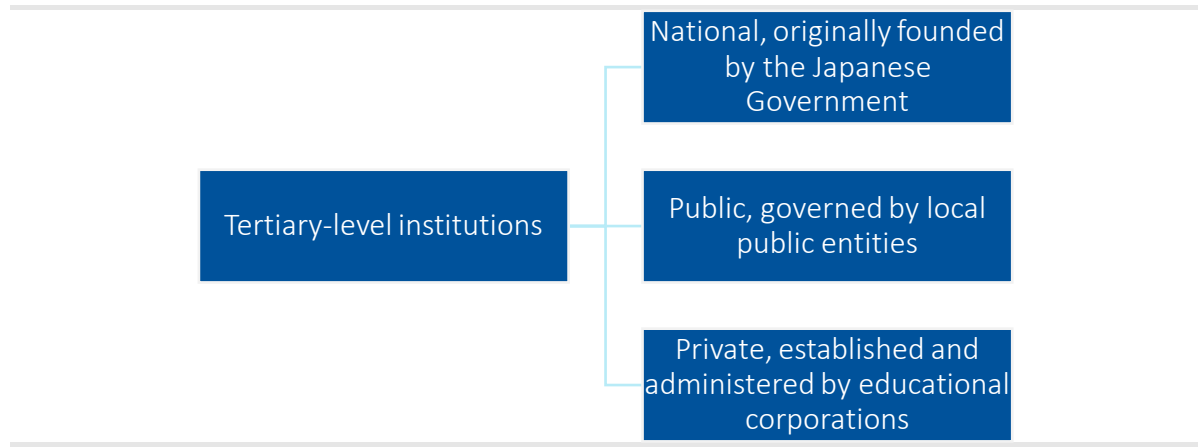 National, originally founded
by the Japanese
Government
Tertiary-level institutions
Public, governed by local
public entities
Private, established and
administered by educational
corporations